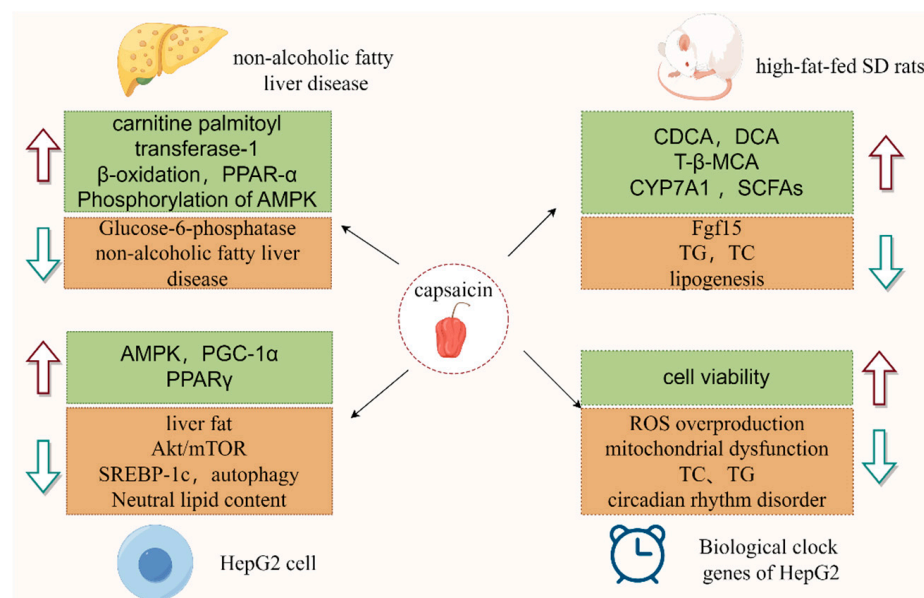 non-alcoholic fatty
liver disease
carnitine palmitoyl
transferase-1
β-oxidation, PPAR-α
Phosphorylation of AMPK
Glucose-6-phosphatase
non-alcoholic fatty liver
disease
high-fat-fed SD rats
CDCA, DCA
T-β-MCA
CYP7A1 , SCFAs
Fgf15
TG, TC
lipogenesis
capsaicin
AMPK, PGC-1α
PPARγ
liver fat
Akt/mTOR
SREBP-1c, autophagy
Neutral lipid content
HepG2 cell
cell viability
ROS overproduction
mitochondrial dysfunction
TC、TG
circadian rhythm disorder
Biological clock
genes of HepG2